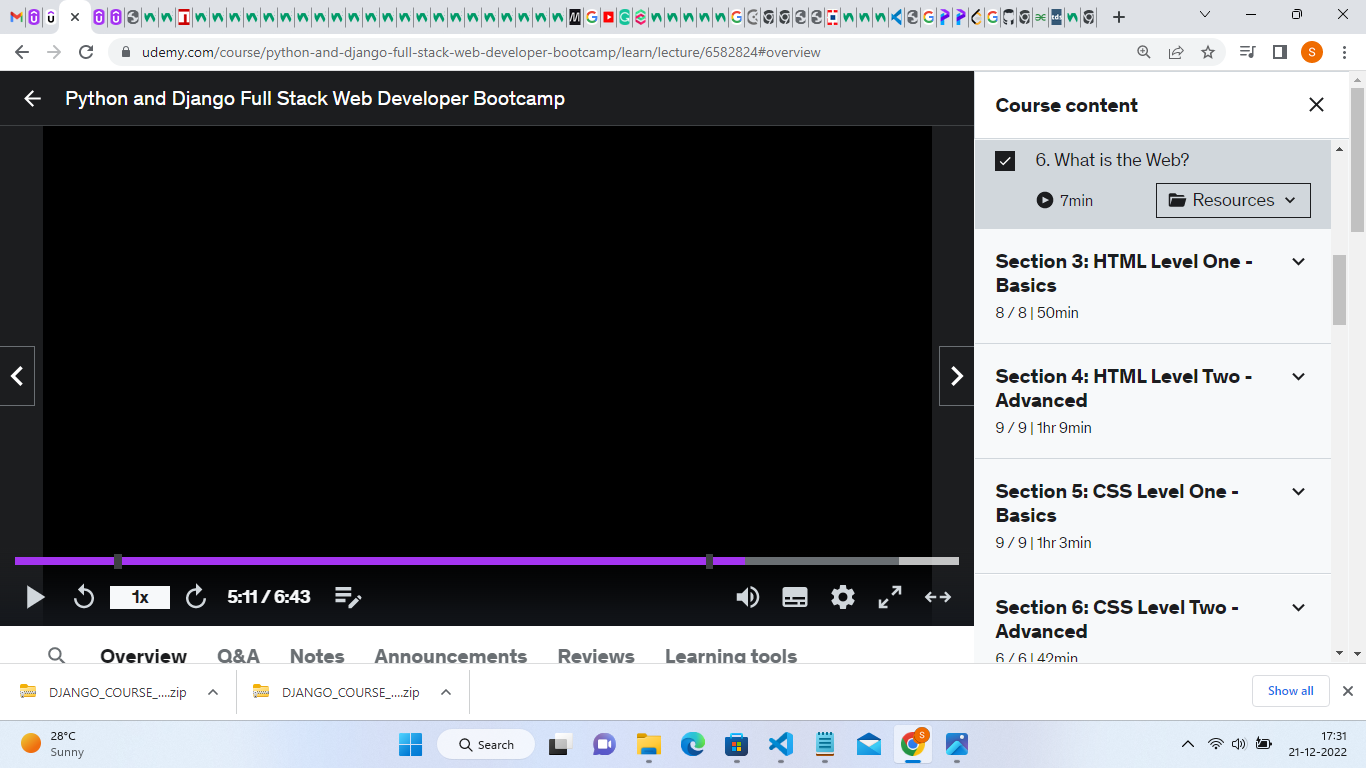 udemy.com/course/python-and-django-full-stack-web-developer-bootcamp/learn/lecture/6582824#overview
S
Python and Django Full Stack Web Developer Bootcamp
Course content
6. What is the Web?
7min
Resources
Section 3: HTML Level One -
Basics
8 / 8 | 50min
Section 4: HTML Level Two -
Advanced
9 / 9 | 1hr 9min
Section 5: CSS Level One -
Basics
9 / 9 | 1hr 3min
Section 6: CSS Level Two -
Advanced
6 / 6 | 42min
1x
5:11 / 6:43
Overview Q&A Notes Announcements Reviews Learning tools
DJANGO_COURSE_....zip
DJANGO_COURSE_....zip
Show all
28°C
Sunny
Search
S
17:31
21-12-2022